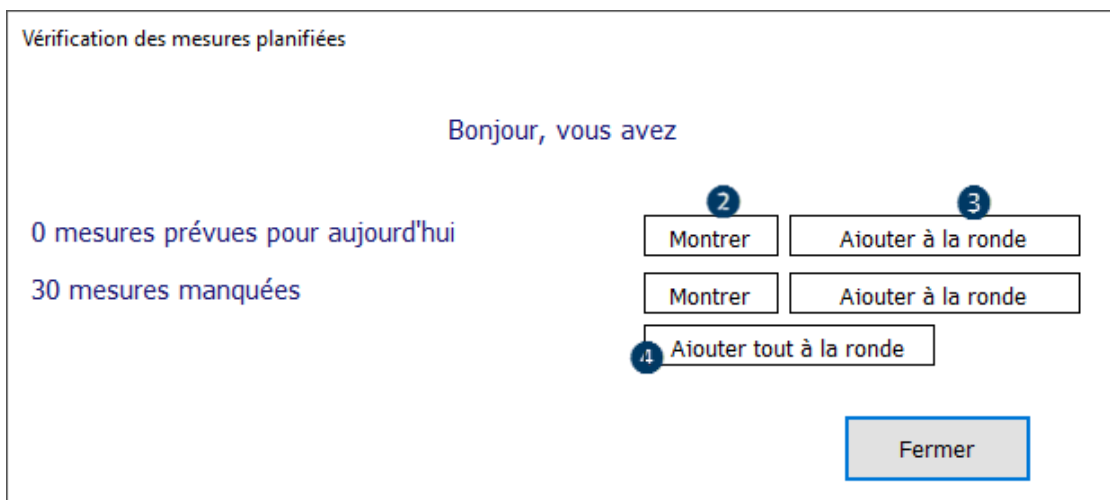 Vérification des mesures planifiées
Bonjour, vous avez
2 3
0 mesures prévues pour aujourd'hui Montrer Ajouter à la ronde
30 mesures manquées Montrer Ajouter à la ronde
4 Ajouter tout à la ronde
Fermer